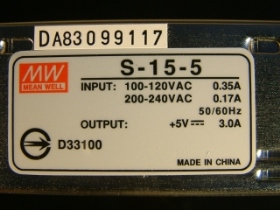 DA83099117
MW
MEAN WELL
S-15-5
INPUT: 100-120VAC 0.35A
200-240VAC 0.17A
50/60Hz
OUTPUT: +5V⎓ 3.0A
D33100
MADE IN CHINA